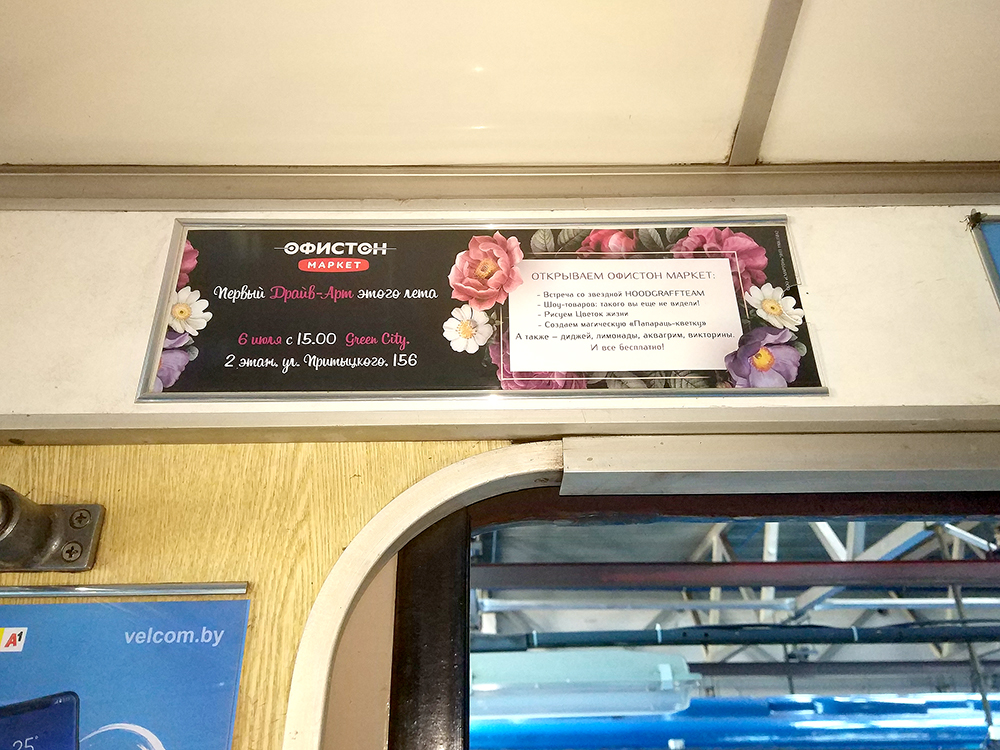 ОФИСТОН
МАРКЕТ
Первый Драйв-Арт этого лета
6 июля с 15.00 Green City.
2 этаж, ул. Притыцкого, 156
ОТКРЫВАЕМ ОФИСТОН МАРКЕТ:
- Встреча со звездной HOODGRAFFTEAM
- Шоу-товаров: такого вы еще не видели!
- Рисуем Цветок жизни
- Создаем магическую «Папараць-кветку»
А также – диджей, лимонады, аквагрим, викторины.
И все бесплатно!
A1
velcom.by
25°